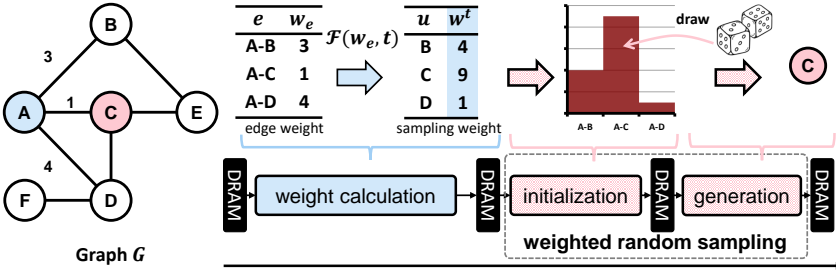 B
3
A
1
C
E
4
F
D
Graph G
e w_e
A-B 3
A-C 1
A-D 4
edge weight
F(w_e, t)
u w^t
B 4
C 9
D 1
sampling weight
draw
A-B A-C A-D
C
DRAM
weight calculation
DRAM
initialization
DRAM
generation
DRAM
weighted random sampling